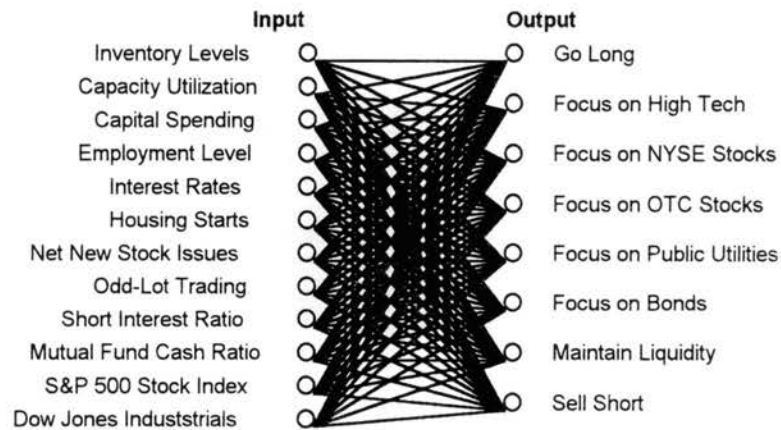 Input
Output
Inventory Levels
Capacity Utilization
Capital Spending
Employment Level
Interest Rates
Housing Starts
Net New Stock Issues
Odd-Lot Trading
Short Interest Ratio
Mutual Fund Cash Ratio
S&P 500 Stock Index
Dow Jones Induststrials
Go Long
Focus on High Tech
Focus on NYSE Stocks
Focus on OTC Stocks
Focus on Public Utilities
Focus on Bonds
Maintain Liquidity
Sell Short